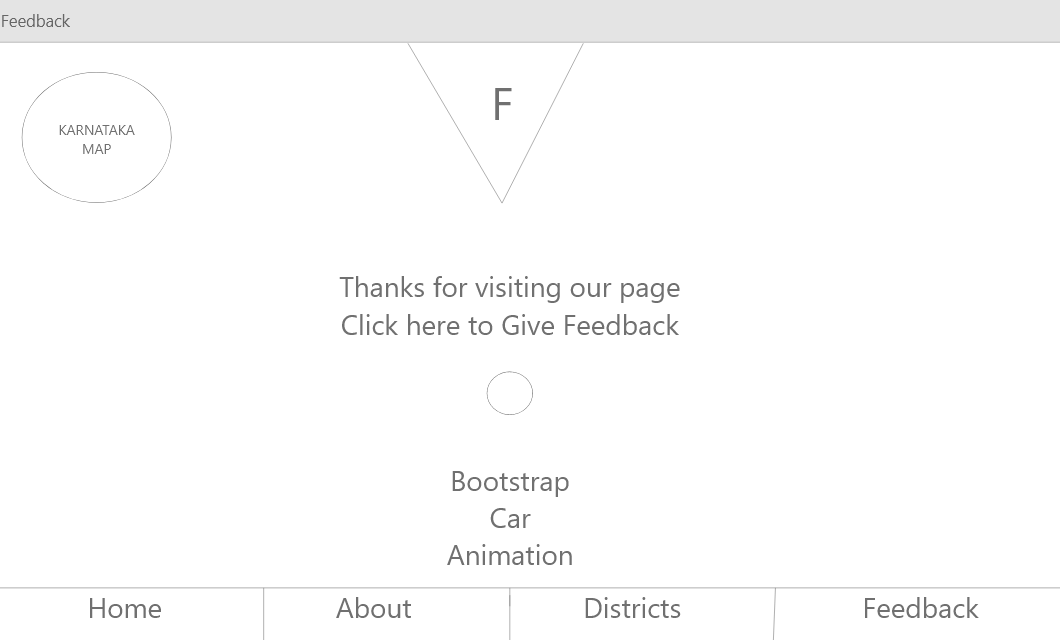 Feedback
KARNATAKA
MAP
F
Thanks for visiting our page
Click here to Give Feedback
Bootstrap
Car
Animation
Home
About
Districts
Feedback